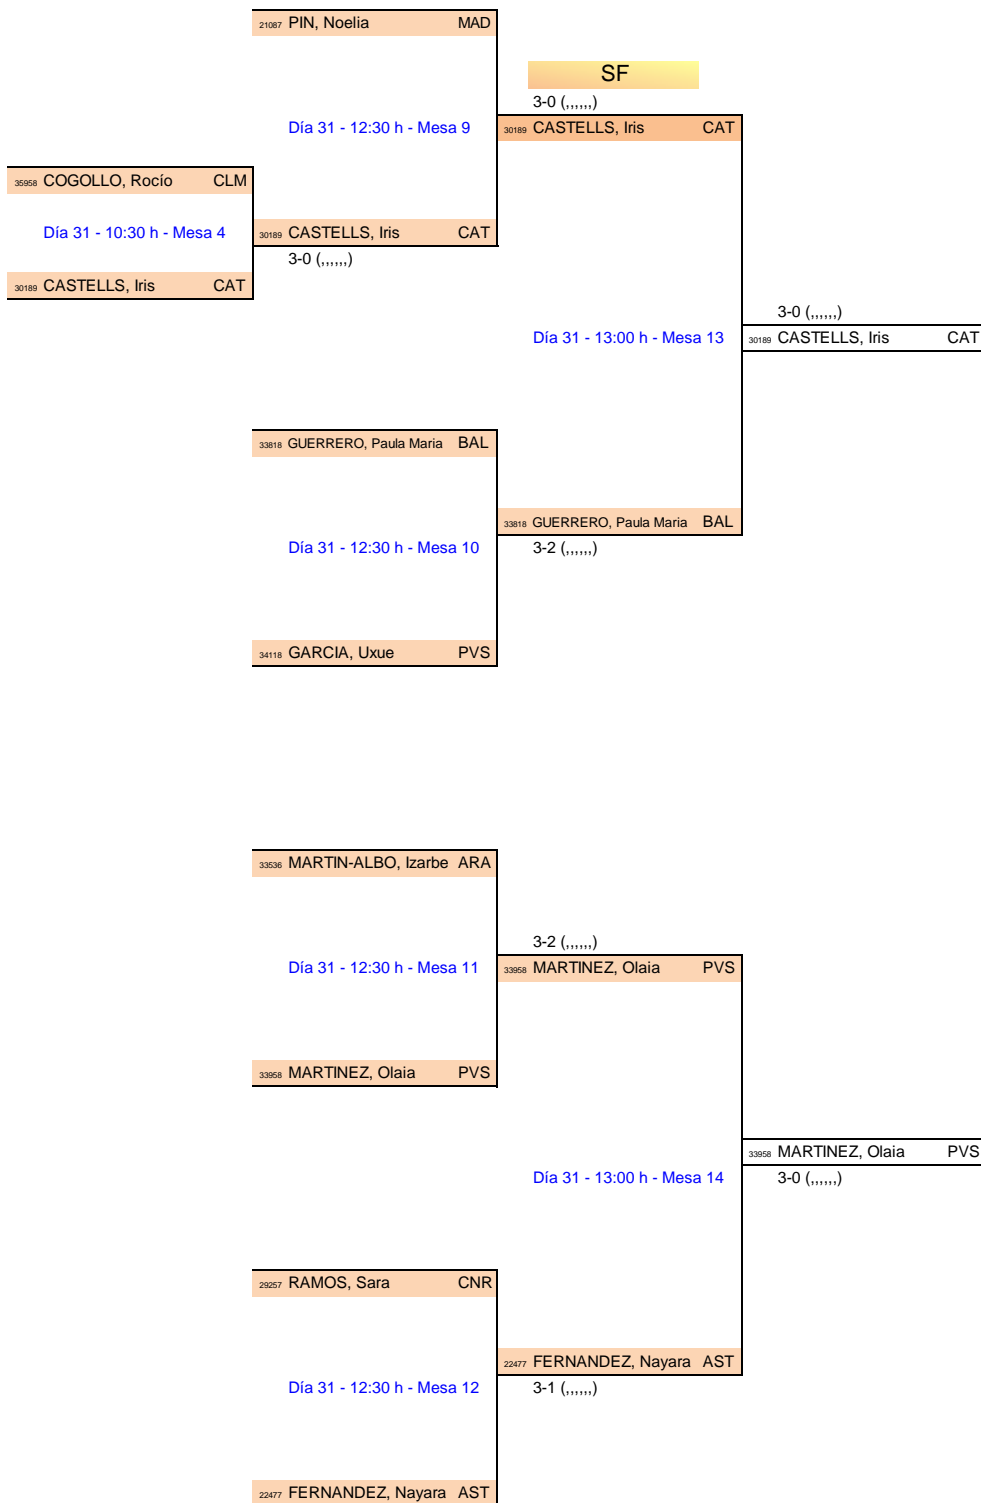 21087 PIN, Noelia MAD
SF
3-0 (,,,,,,)
Día 31 - 12:30 h - Mesa 9
30189 CASTELLS, Iris CAT
35958 COGOLLO, Rocío CLM
Día 31 - 10:30 h - Mesa 4
30189 CASTELLS, Iris CAT
3-0 (,,,,,,)
30189 CASTELLS, Iris CAT
3-0 (,,,,,,)
Día 31 - 13:00 h - Mesa 13
30189 CASTELLS, Iris CAT
33818 GUERRERO, Paula Maria BAL
33818 GUERRERO, Paula Maria BAL
Día 31 - 12:30 h - Mesa 10
3-2 (,,,,,,)
34118 GARCIA, Uxue PVS
33536 MARTIN-ALBO, Izarbe ARA
3-2 (,,,,,,)
Día 31 - 12:30 h - Mesa 11
33958 MARTINEZ, Olaia PVS
33958 MARTINEZ, Olaia PVS
33958 MARTINEZ, Olaia PVS
Día 31 - 13:00 h - Mesa 14
3-0 (,,,,,,)
29257 RAMOS, Sara CNR
22477 FERNANDEZ, Nayara AST
Día 31 - 12:30 h - Mesa 12
3-1 (,,,,,,)
22477 FERNANDEZ, Nayara AST